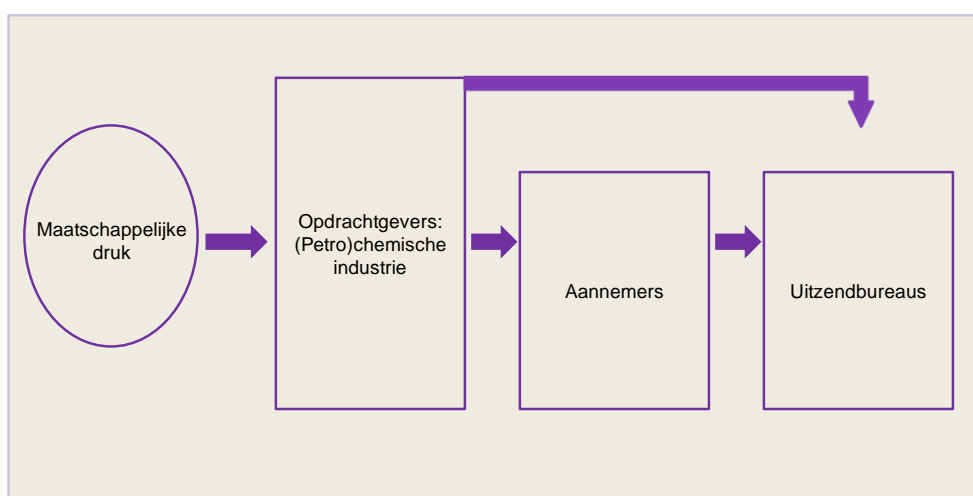 Maatschappelijke
druk
Opdrachtgevers:
(Petro)chemische
industrie
Aannemers
Uitzendbureaus